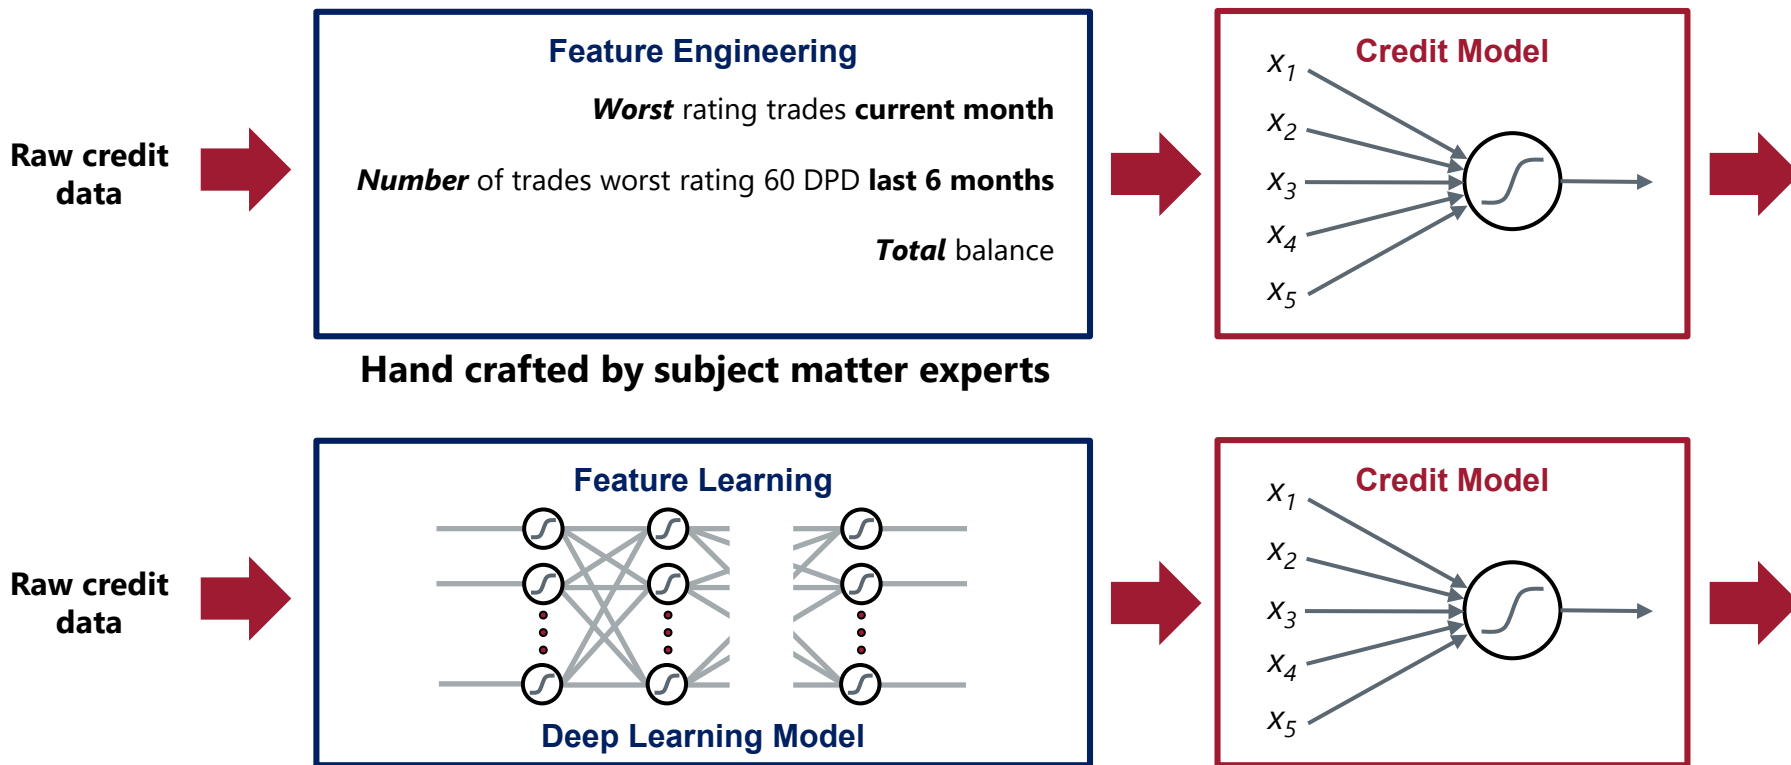 Feature Engineering
Worst rating trades current month
Number of trades worst rating 60 DPD last 6 months
Total balance
Raw credit
data
Credit Model
x1
x2
x3
x4
x5
Hand crafted by subject matter experts
Feature Learning
Deep Learning Model
Raw credit
data
Credit Model
x1
x2
x3
x4
x5